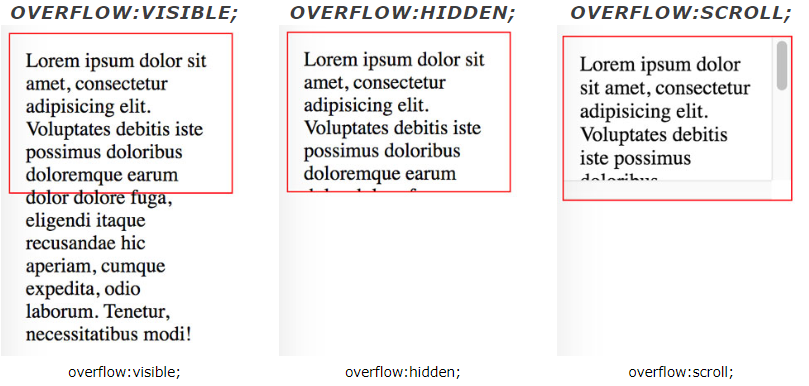 OVERFLOW:VISIBLE;
Lorem ipsum dolor sit
amet, consectetur
adipisicing elit.
Voluptates debitis iste
possimus doloribus
doloremque earum
dolor dolore fuga,
eligendi itaque
recusandae hic
aperiam, cumque
expedita, odio
laborum. Tenetur,
necessitatibus modi!
overflow:visible;
OVERFLOW:HIDDEN;
Lorem ipsum dolor sit
amet, consectetur
adipisicing elit.
Voluptates debitis iste
possimus doloribus
doloremque earum
overflow:hidden;
OVERFLOW:SCROLL;
Lorem ipsum dolor
sit amet, consectetur
adipisicing elit.
Voluptates debitis
iste possimus
doloribus
overflow:scroll;